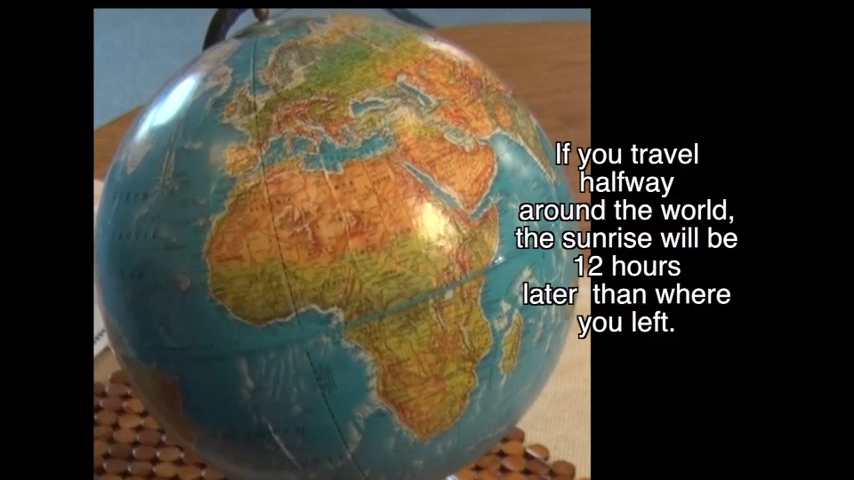 If you travel
halfway
around the world,
the sunrise will be
12 hours
later than where
you left.